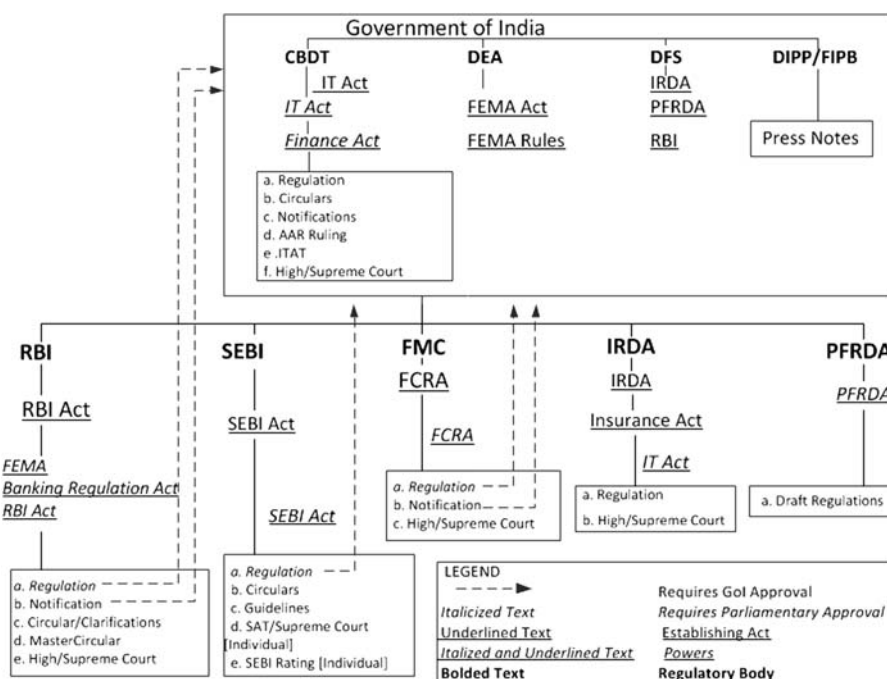 Government of India
CBDT
IT Act
IT Act
Finance Act
a. Regulation
b. Circulars
c. Notifications
d. AAR Ruling
e .ITAT
f. High/Supreme Court
DEA
FEMA Act
FEMA Rules
DFS
IRDA
PFRDA
RBI
DIPP/FIPB
Press Notes
RBI
RBI Act
FEMA
Banking Regulation Act
RBI Act
a. Regulation
b. Notification
c. Circular/Clarifications
d. MasterCircular
e. High/Supreme Court
SEBI
SEBI Act
SEBI Act
a. Regulation
b. Circulars
c. Guidelines
d. SAT/Supreme Court
[Individual]
e. SEBI Rating [Individual]
FMC
FCRA
FCRA
a. Regulation
b. Notification
c. High/Supreme Court
IRDA
IRDA
Insurance Act
IT Act
a. Regulation
b. High/Supreme Court
PFRDA
PFRDA
a. Draft Regulations
LEGEND
Requires GoI Approval
Italicized Text Requires Parliamentary Approval
Underlined Text Establishing Act
Italized and Underlined Text Powers
Bolded Text Regulatory Body